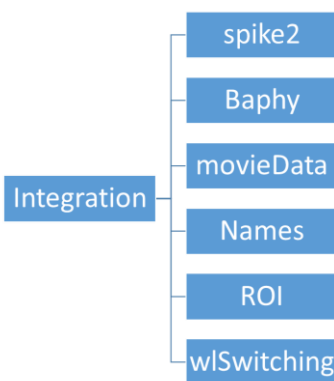 spike2
Baphy
movieData
Integration
Names
ROI
wlSwitching